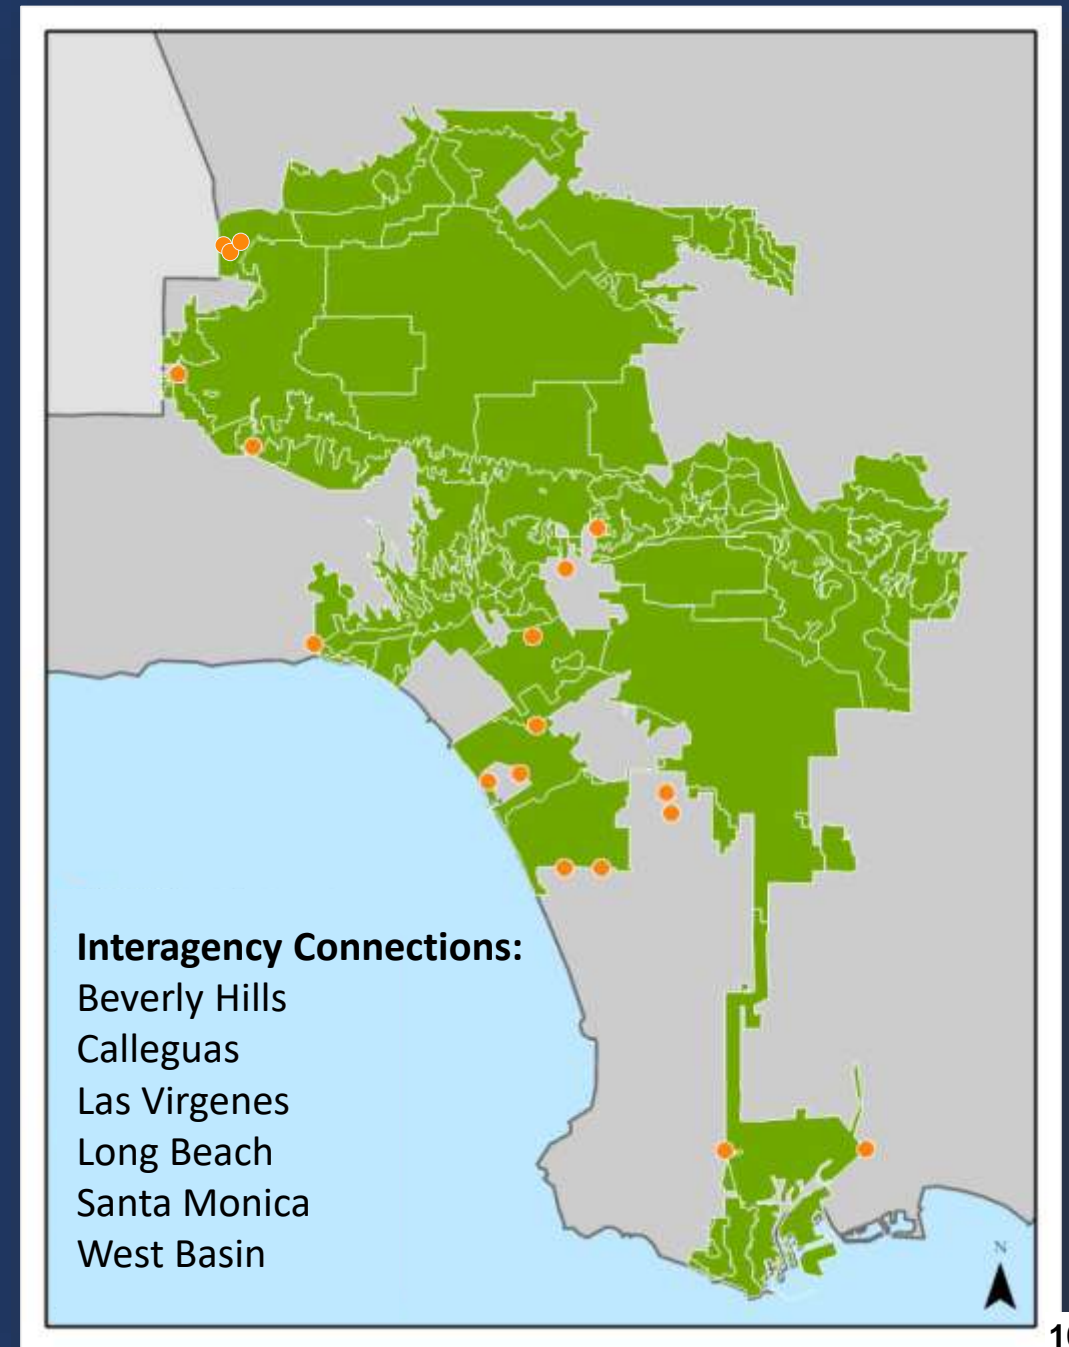 Interagency Connections:
Beverly Hills
Calleguas
Las Virgenes
Long Beach
Santa Monica
West Basin
N